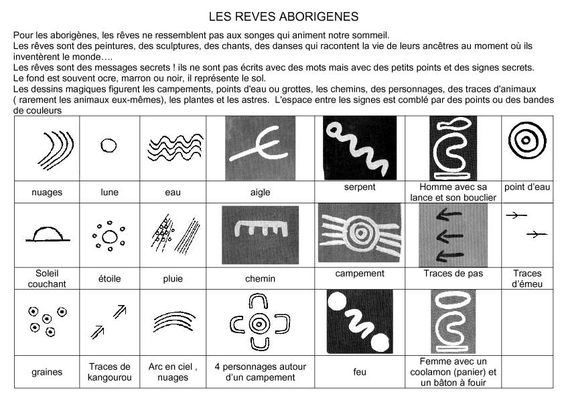 LES REVES ABORIGENES
Pour les aborigènes, les rêves ne ressemblent pas aux songes qui animent notre sommeil.
Les rêves sont des peintures, des sculptures, des chants, des danses qui racontent la vie de leurs ancêtres au moment où ils
inventèrent le monde….
Les rêves sont des messages secrets ! ils ne sont pas écrits avec des mots mais avec des petits points et des signes secrets.
Le fond est souvent ocre, marron ou noir, il représente le sol.
Les dessins magiques figurent les campements, points d'eau ou grottes, les chemins, des personnages, des traces d'animaux
( rarement les animaux eux-mêmes), les plantes et les astres.  L'espace entre les signes est comblé par des points ou des bandes
de couleurs
nuages
lune
eau
aigle
serpent
Homme avec sa
lance et son bouclier
point d'eau
Soleil
couchant
étoile
pluie
chemin
campement
Traces de pas
Traces
d'émeu
graines
Traces de
kangourou
Arc en ciel ,
nuages
4 personnages autour
d'un campement
feu
Femme avec un
coolamon (panier) et
un bâton à fouir